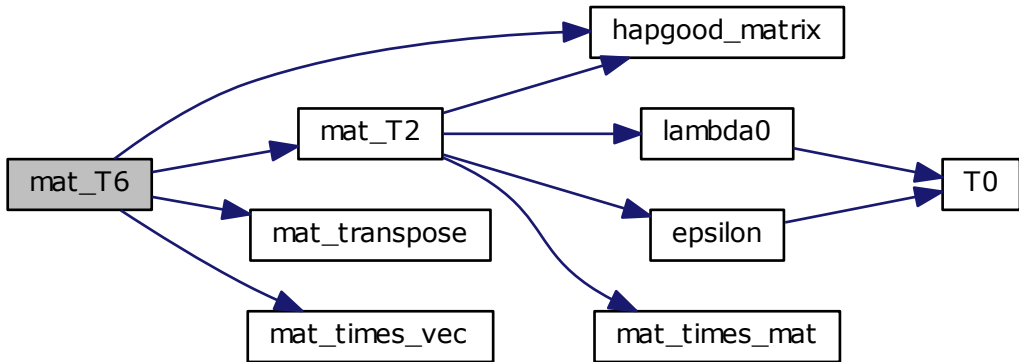 hapgood_matrix
mat_T2
lambda0
mat_T6
T0
mat_transpose
epsilon
mat_times_vec
mat_times_mat